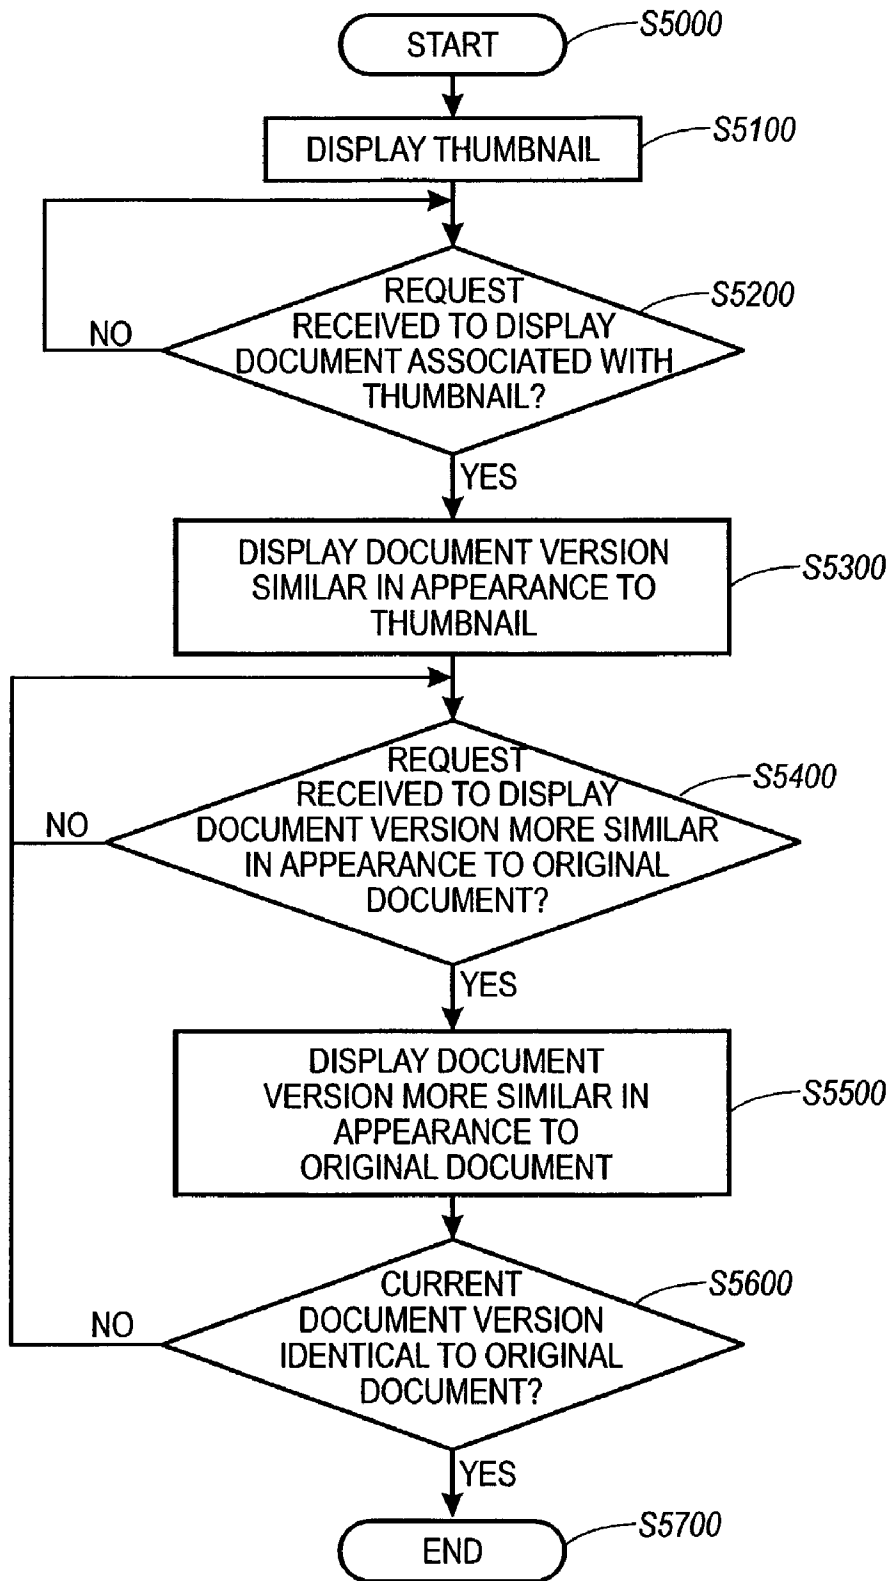 START
S5000
DISPLAY THUMBNAIL
S5100
REQUEST
RECEIVED TO DISPLAY
DOCUMENT ASSOCIATED WITH
THUMBNAIL?
S5200
NO
YES
DISPLAY DOCUMENT VERSION
SIMILAR IN APPEARANCE TO
THUMBNAIL
S5300
REQUEST
RECEIVED TO DISPLAY
DOCUMENT VERSION MORE SIMILAR
IN APPEARANCE TO ORIGINAL
DOCUMENT?
S5400
NO
YES
DISPLAY DOCUMENT
VERSION MORE SIMILAR IN
APPEARANCE TO
ORIGINAL DOCUMENT
S5500
CURRENT
DOCUMENT VERSION
IDENTICAL TO ORIGINAL
DOCUMENT?
S5600
NO
YES
END
S5700